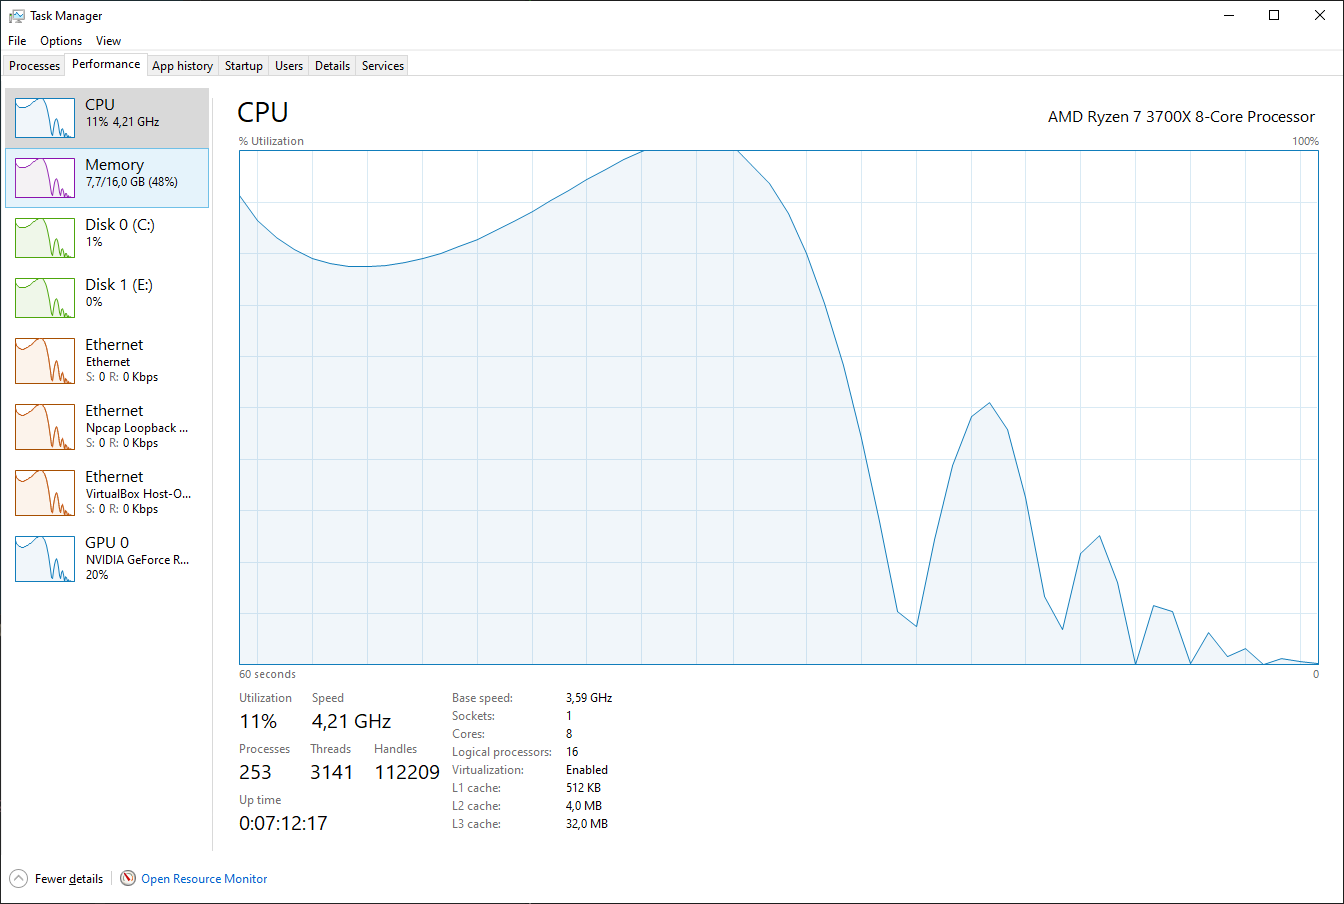 Task Manager
File Options View
Processes Performance App history Startup Users Details Services
CPU
11% 4,21 GHz
Memory
7,7/16,0 GB (48%)
Disk 0 (C:)
1%
Disk 1 (E:)
0%
Ethernet
Ethernet
S: 0 R: 0 Kbps
Ethernet
Npcap Loopback ...
S: 0 R: 0 Kbps
Ethernet
VirtualBox Host-O...
S: 0 R: 0 Kbps
GPU 0
NVIDIA GeForce R...
20%
CPU
AMD Ryzen 7 3700X 8-Core Processor
% Utilization 100%
60 seconds 0
Utilization Speed
11% 4,21 GHz
Processes Threads Handles
253 3141 112209
Up time
0:07:12:17
Base speed: 3,59 GHz
Sockets: 1
Cores: 8
Logical processors: 16
Virtualization: Enabled
L1 cache: 512 KB
L2 cache: 4,0 MB
L3 cache: 32,0 MB
Fewer details Open Resource Monitor